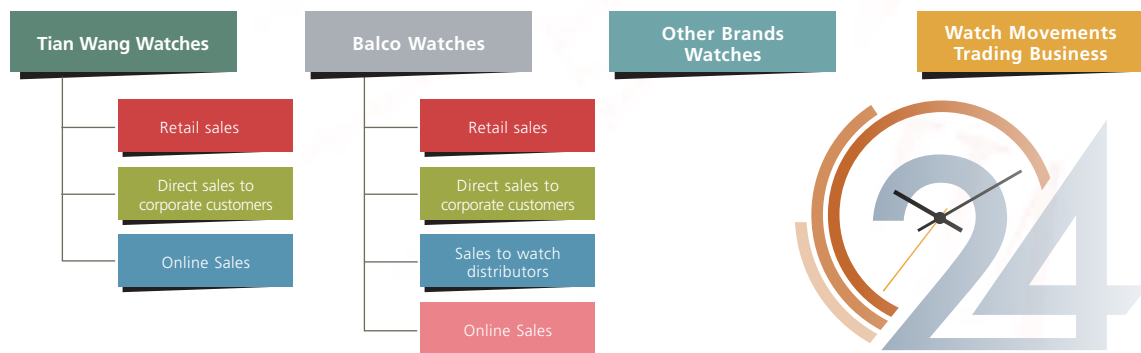 Tian Wang Watches
Balco Watches
Other Brands
Watches
Watch Movements
Trading Business
Retail sales
Direct sales to
corporate customers
Online Sales
Retail sales
Direct sales to
corporate customers
Sales to watch
distributors
Online Sales
24